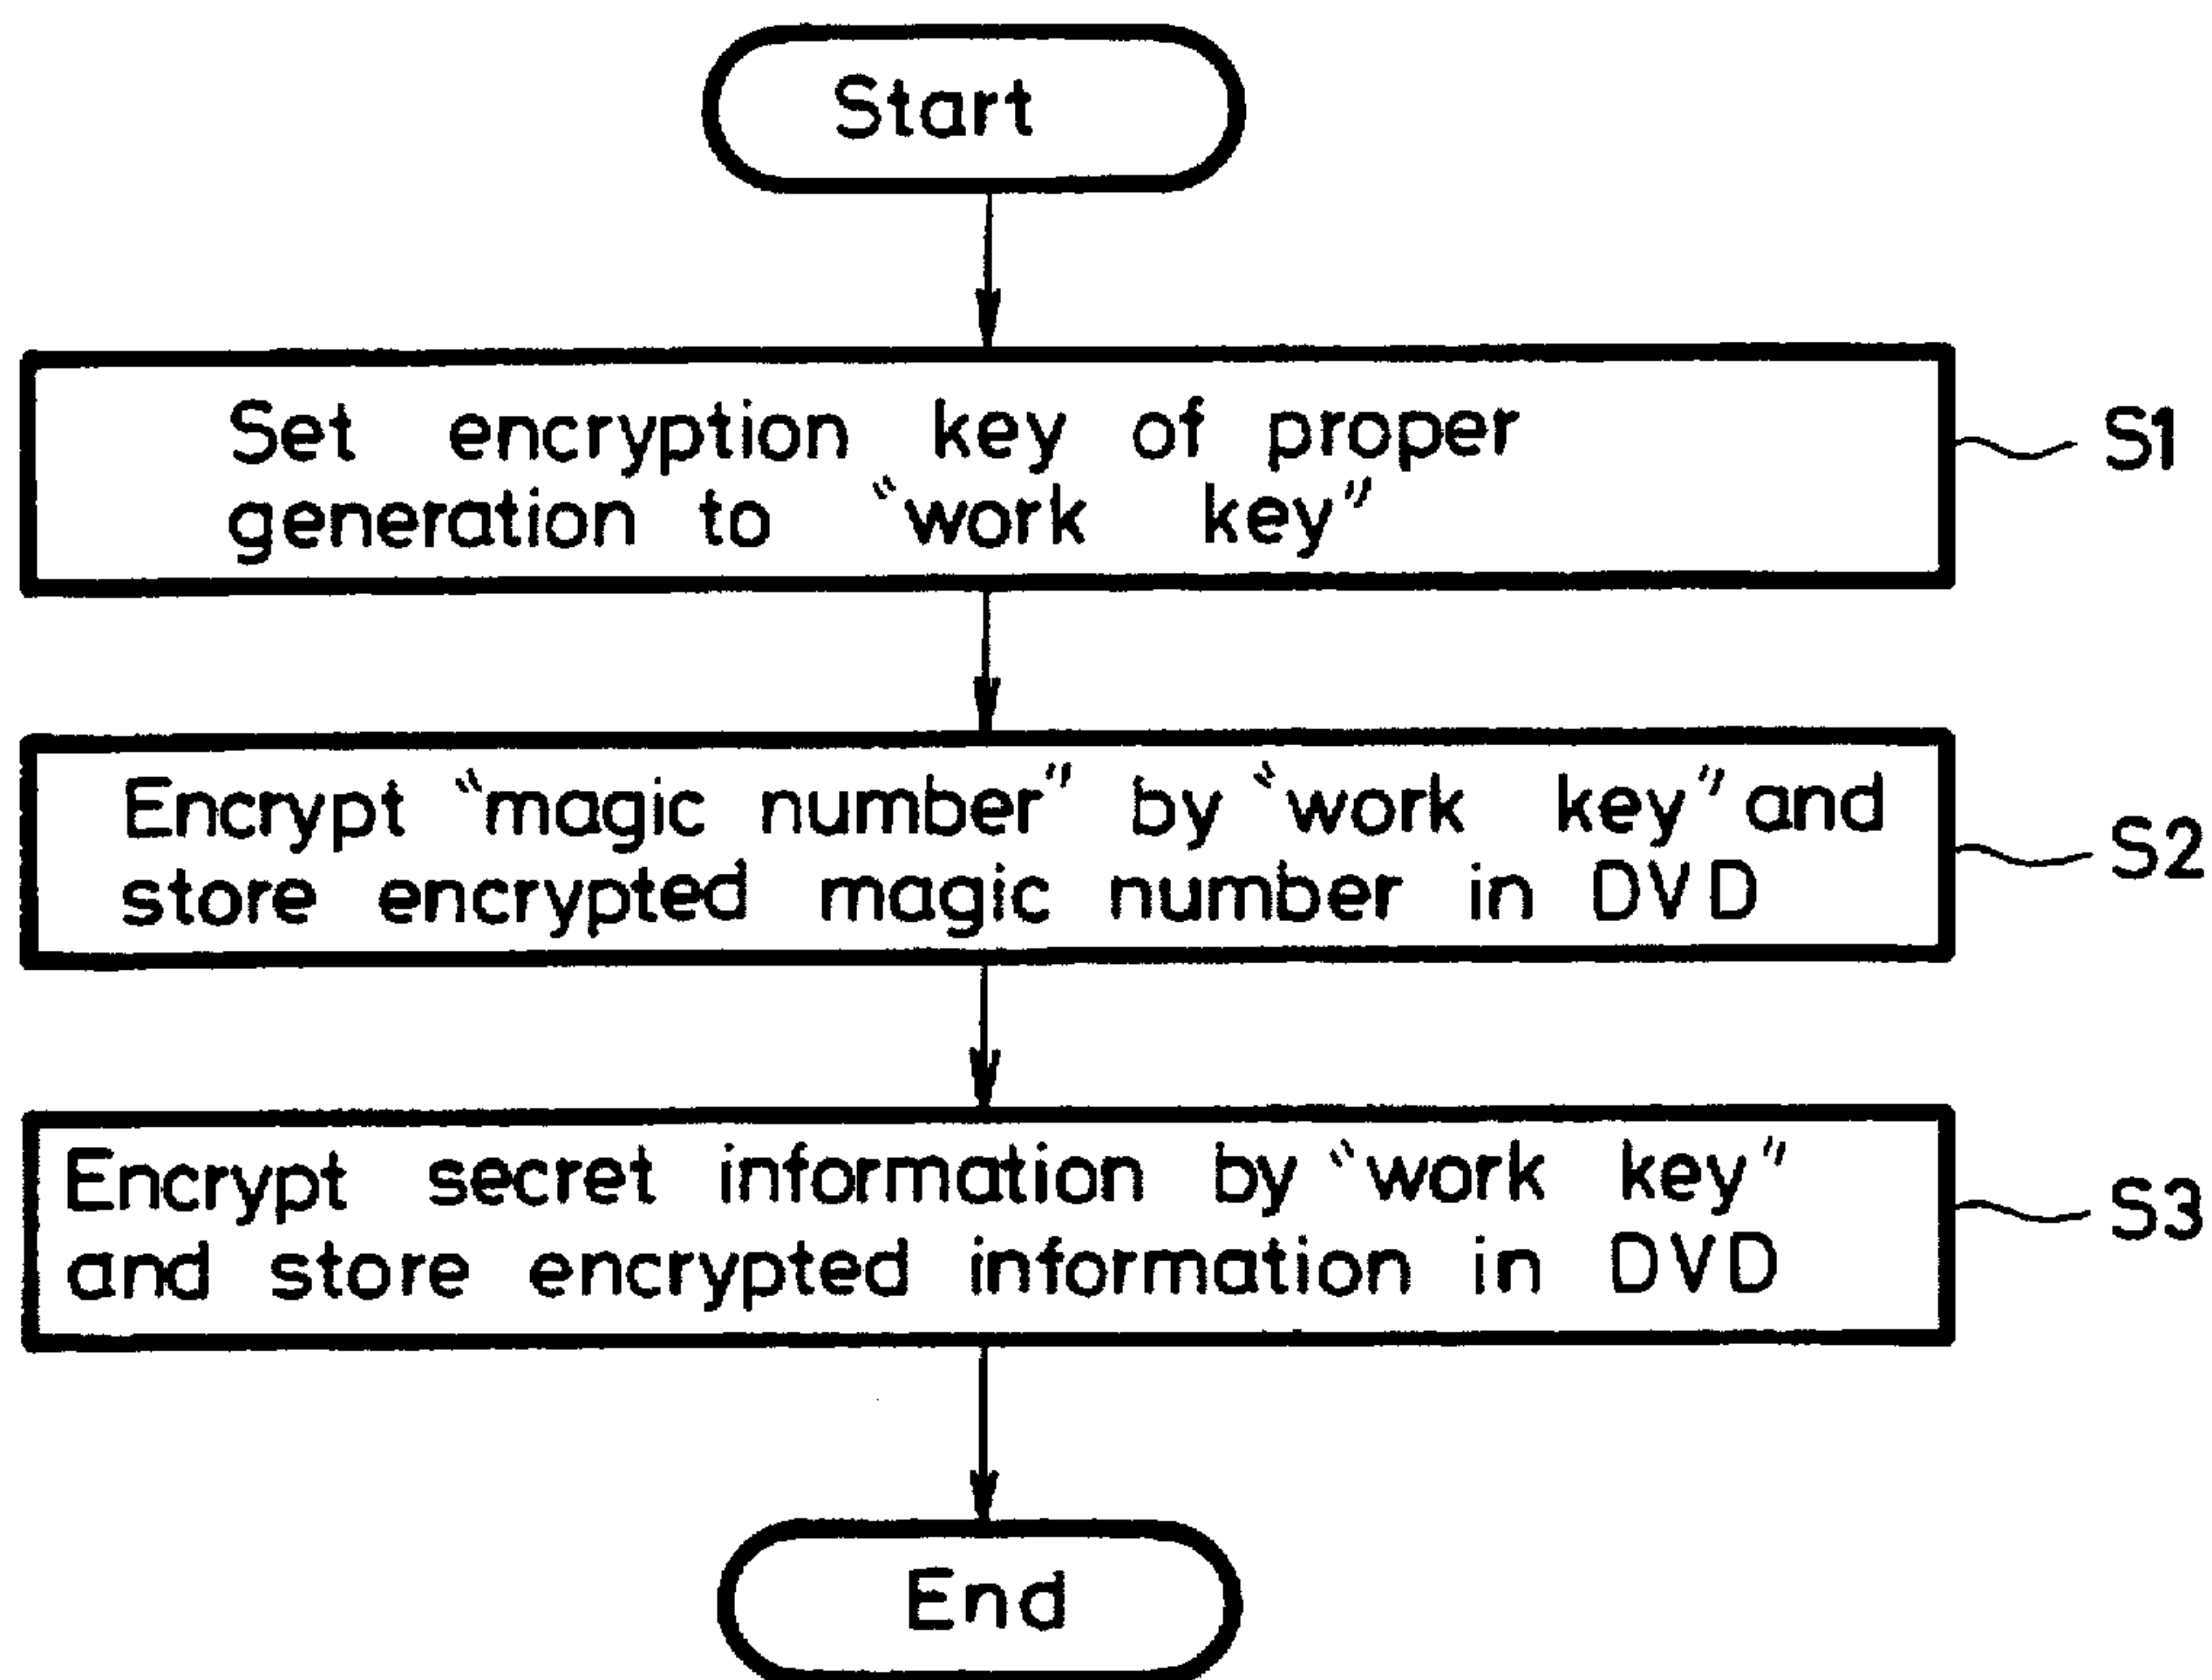 Start
Set encryption key of proper
generation to "work key"
S1
Encrypt "magic number" by "work key" and
store encrypted magic number in DVD
S2
Encrypt secret information by "work key"
and store encrypted information in DVD
S3
End